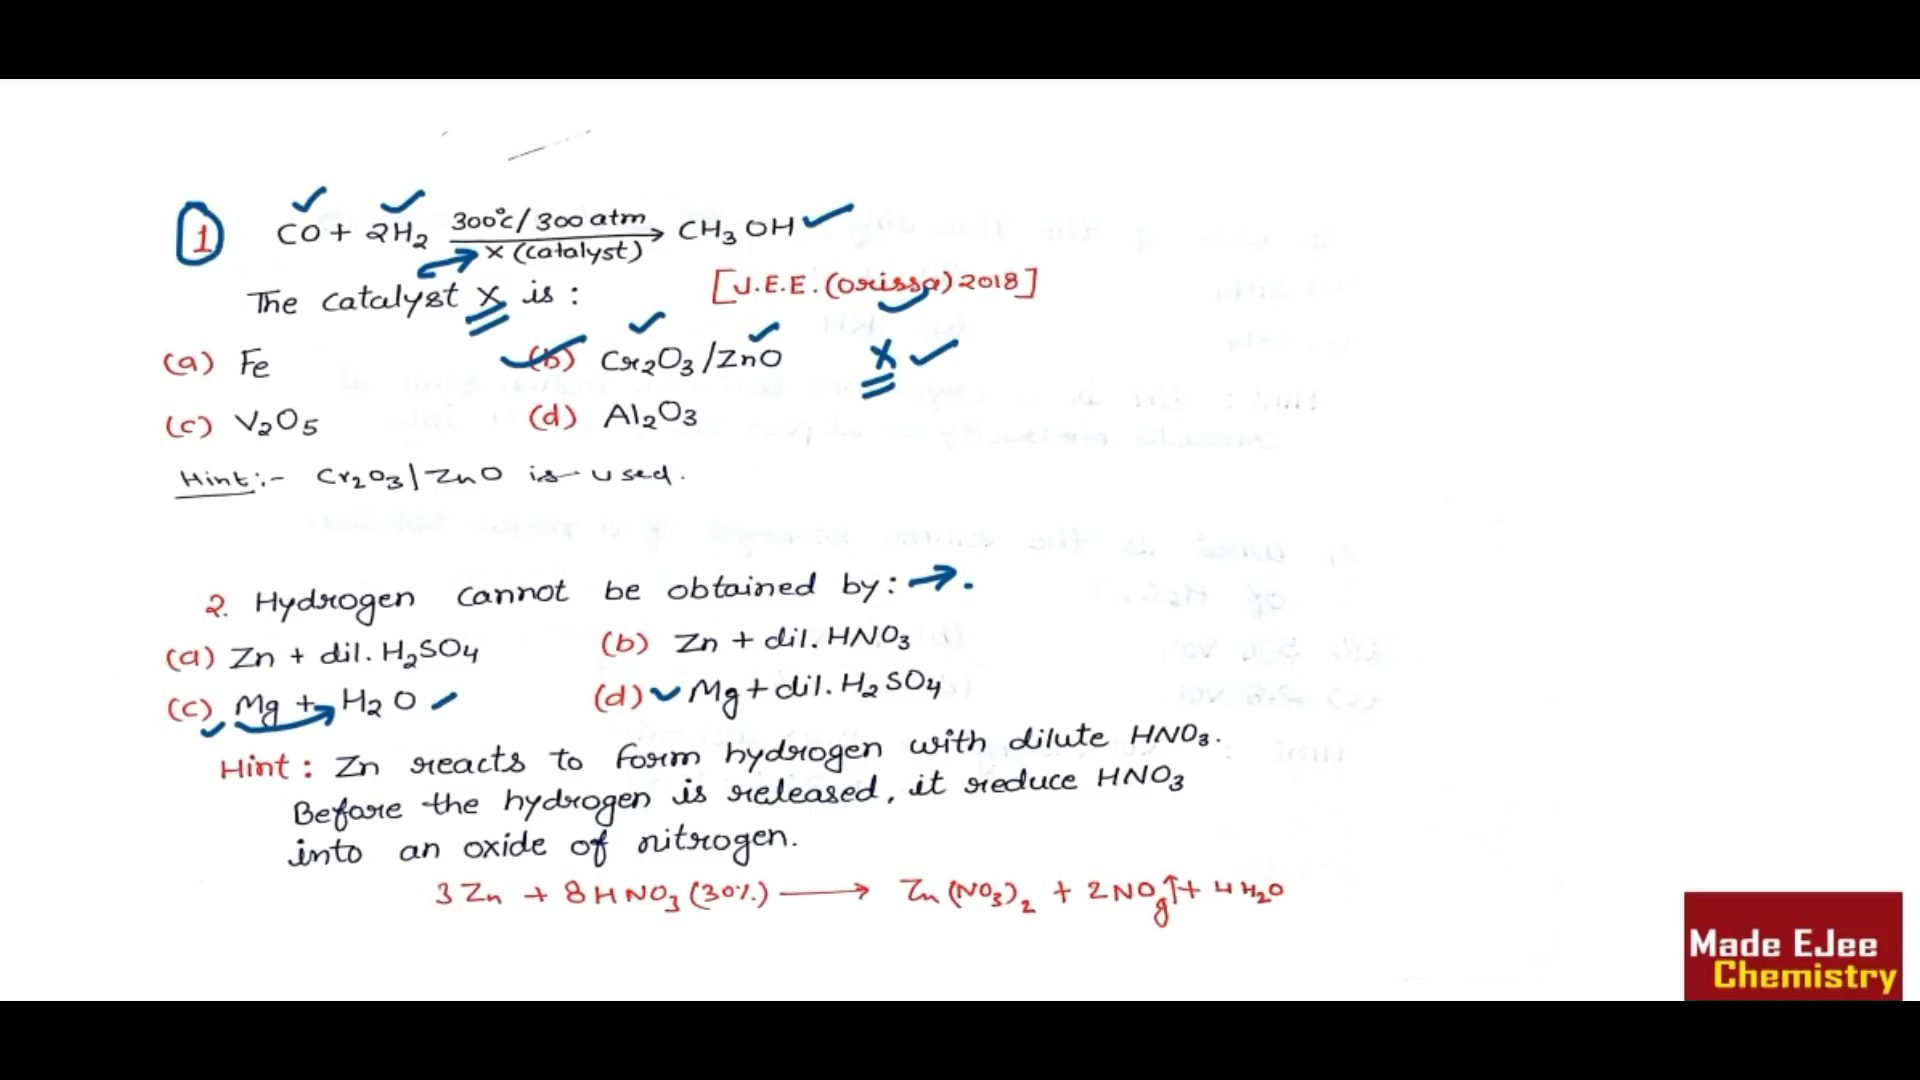 1 CO + 2H₂ 300°c/300 atm → CH₃OH
X (catalyst)
The catalyst X is : [J.E.E. (Orissa) 2018]
(a) Fe (b) Cr₂O₃/ZnO X
(c) V₂O5 (d) Al₂O3
Hint:- Cr₂O₃/ZnO is used.
2. Hydrogen cannot be obtained by: →.
(a) Zn + dil. H₂SO4 (b) Zn + dil. HNO3
(c) Mg + H₂O (d) Mg + dil. H₂SO4
Hint : Zn reacts to form hydrogen with dilute HNO3.
Before the hydrogen is released, it reduce HNO3
into an oxide of nitrogen.
3Zn + 8HNO₃ (30%) → Zn(NO₃)₂ + 2NOg↑ + 4H₂O
Made EJee
Chemistry